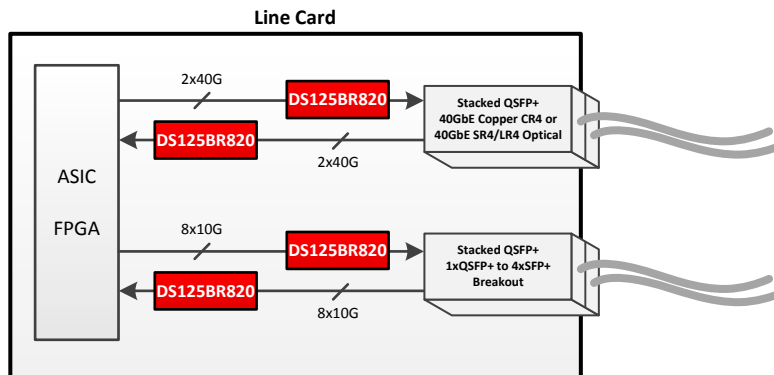 Line Card
2x40G
DS125BR820
Stacked QSFP+
40GbE Copper CR4 or
40GbE SR4/LR4 Optical
DS125BR820
2x40G
ASIC
FPGA
8x10G
DS125BR820
Stacked QSFP+
1xQSFP+ to 4xSFP+
Breakout
DS125BR820
8x10G